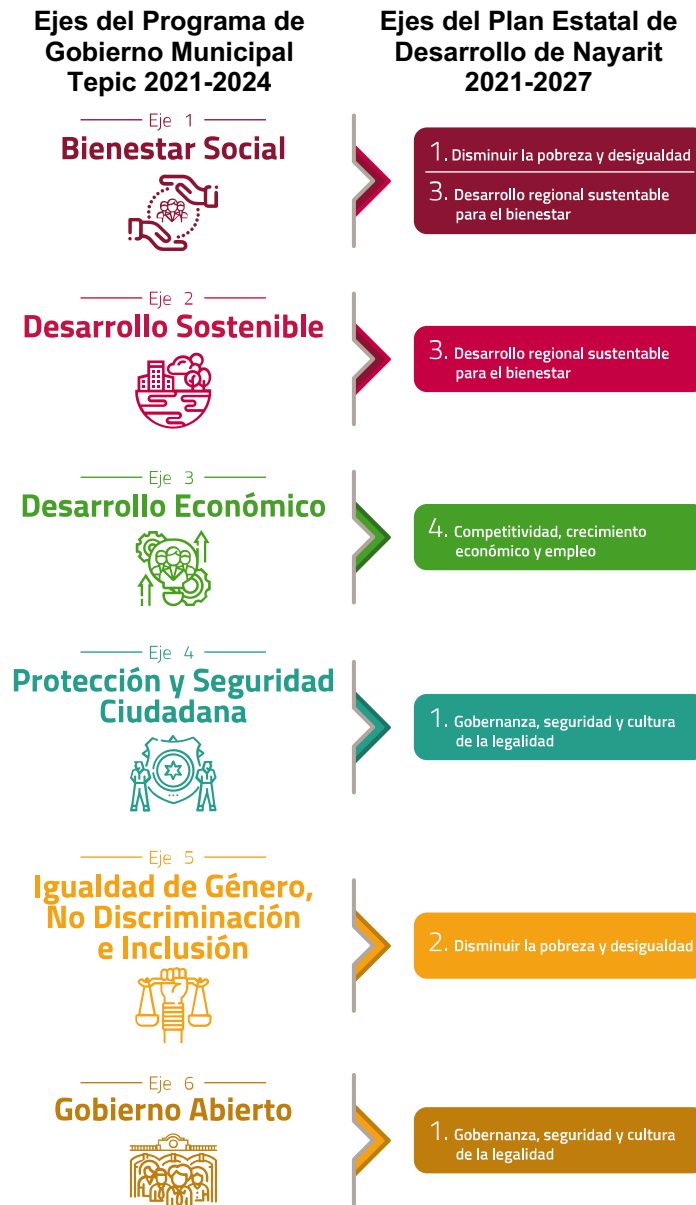 Ejes del Programa de
Gobierno Municipal
Tepic 2021-2024
Ejes del Plan Estatal de
Desarrollo de Nayarit
2021-2027
Eje 1
Bienestar Social
1. Disminuir la pobreza y desigualdad
3. Desarrollo regional sustentable
para el bienestar
Eje 2
Desarrollo Sostenible
3. Desarrollo regional sustentable
para el bienestar
Eje 3
Desarrollo Económico
4. Competitividad, crecimiento
económico y empleo
Eje 4
Protección y Seguridad
Ciudadana
1. Gobernanza, seguridad y cultura
de la legalidad
Eje 5
Igualdad de Género,
No Discriminación
e Inclusión
2. Disminuir la pobreza y desigualdad
Eje 6
Gobierno Abierto
1. Gobernanza, seguridad y cultura
de la legalidad